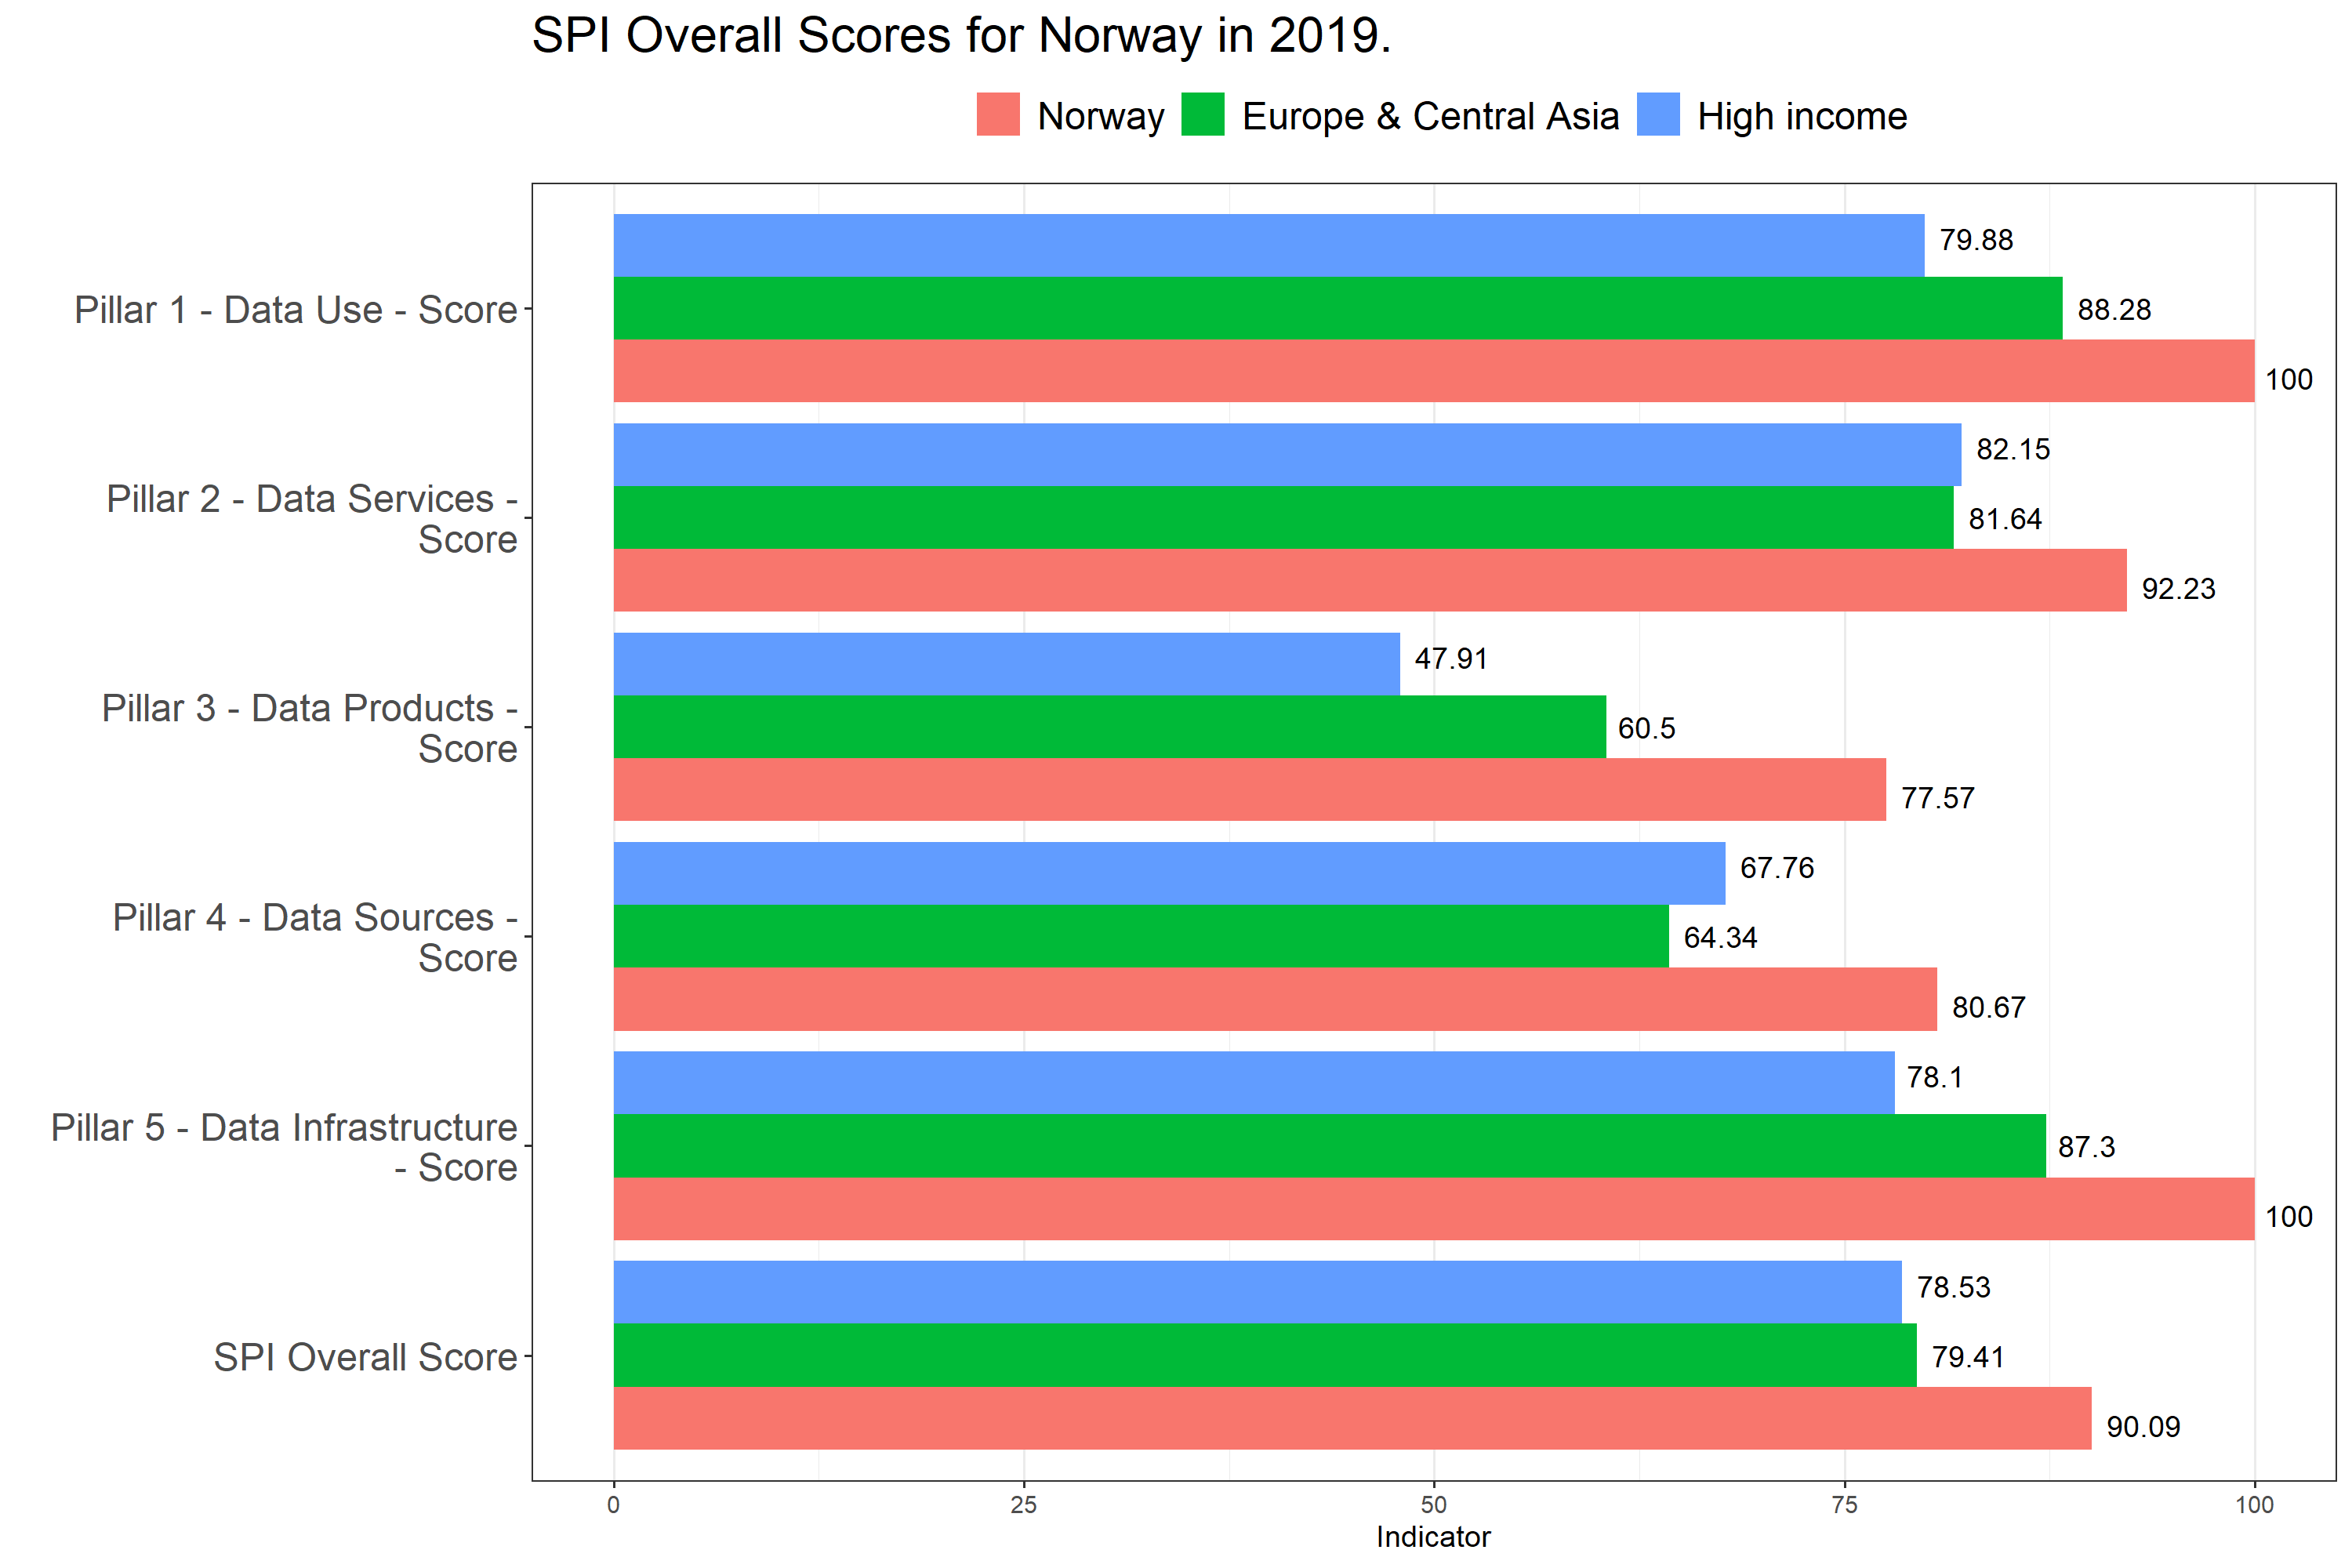 SPI Overall Scores for Norway in 2019.
Norway Europe & Central Asia High income
Pillar 1 - Data Use - Score
79.88
88.28
100
Pillar 2 - Data Services -
Score
82.15
81.64
92.23
Pillar 3 - Data Products -
Score
47.91
60.5
77.57
Pillar 4 - Data Sources -
Score
67.76
64.34
80.67
Pillar 5 - Data Infrastructure
- Score
78.1
87.3
100
SPI Overall Score
78.53
79.41
90.09
0 25 50 75 100
Indicator